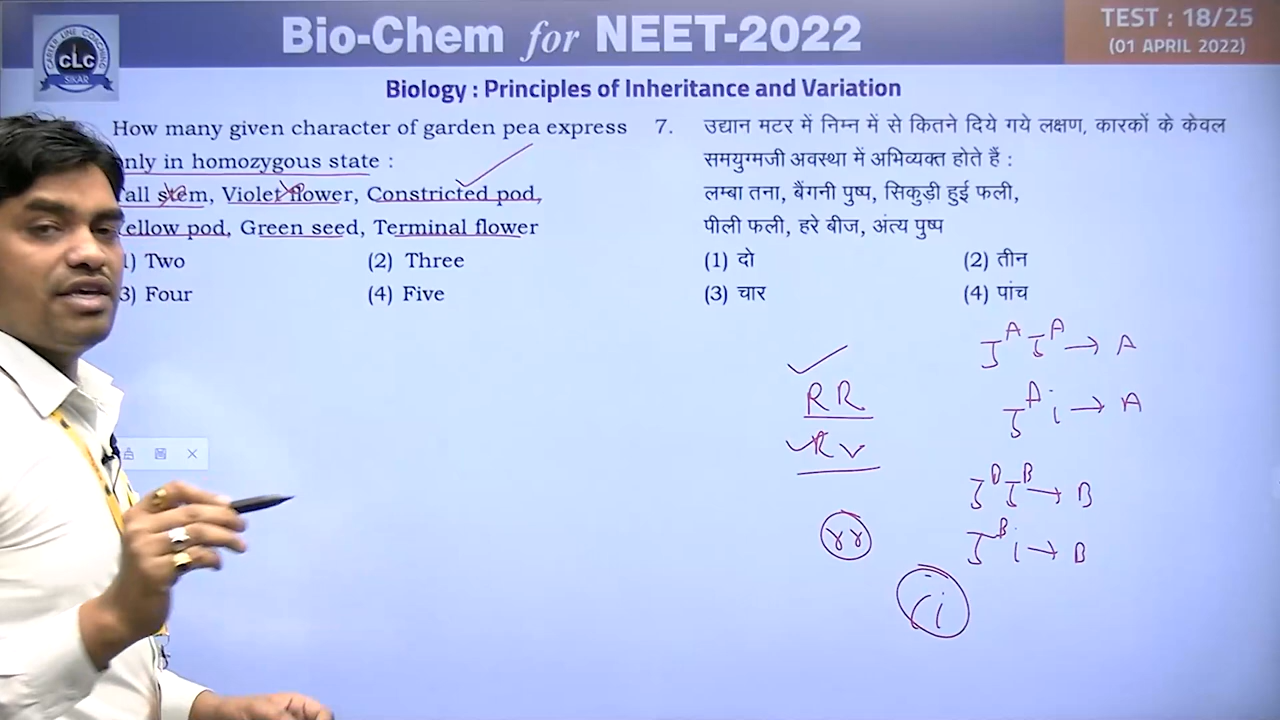 CAREER LINE COACHING
CLC
SIKAR
Bio-Chem for NEET-2022
TEST : 18/25
(01 APRIL 2022)
Biology : Principles of Inheritance and Variation
How many given character of garden pea express
only in homozygous state :
Tall stem, Violet flower, Constricted pod,
Yellow pod, Green seed, Terminal flower
1) Two (2) Three
3) Four (4) Five
7. उद्यान मटर में निम्न में से कितने दिये गये लक्षण, कारकों के केवल
समयुग्मजी अवस्था में अभिव्यक्त होते हैं :
लम्बा तना, बैंगनी पुष्प, सिकुड़ी हुई फली,
पीली फली, हरे बीज, अंत्य पुष्प
(1) दो (2) तीन
(3) चार (4) पांच
RR
rr
I^A I^A → A
I^A i → A
I^B I^B → B
I^B i → B
ii